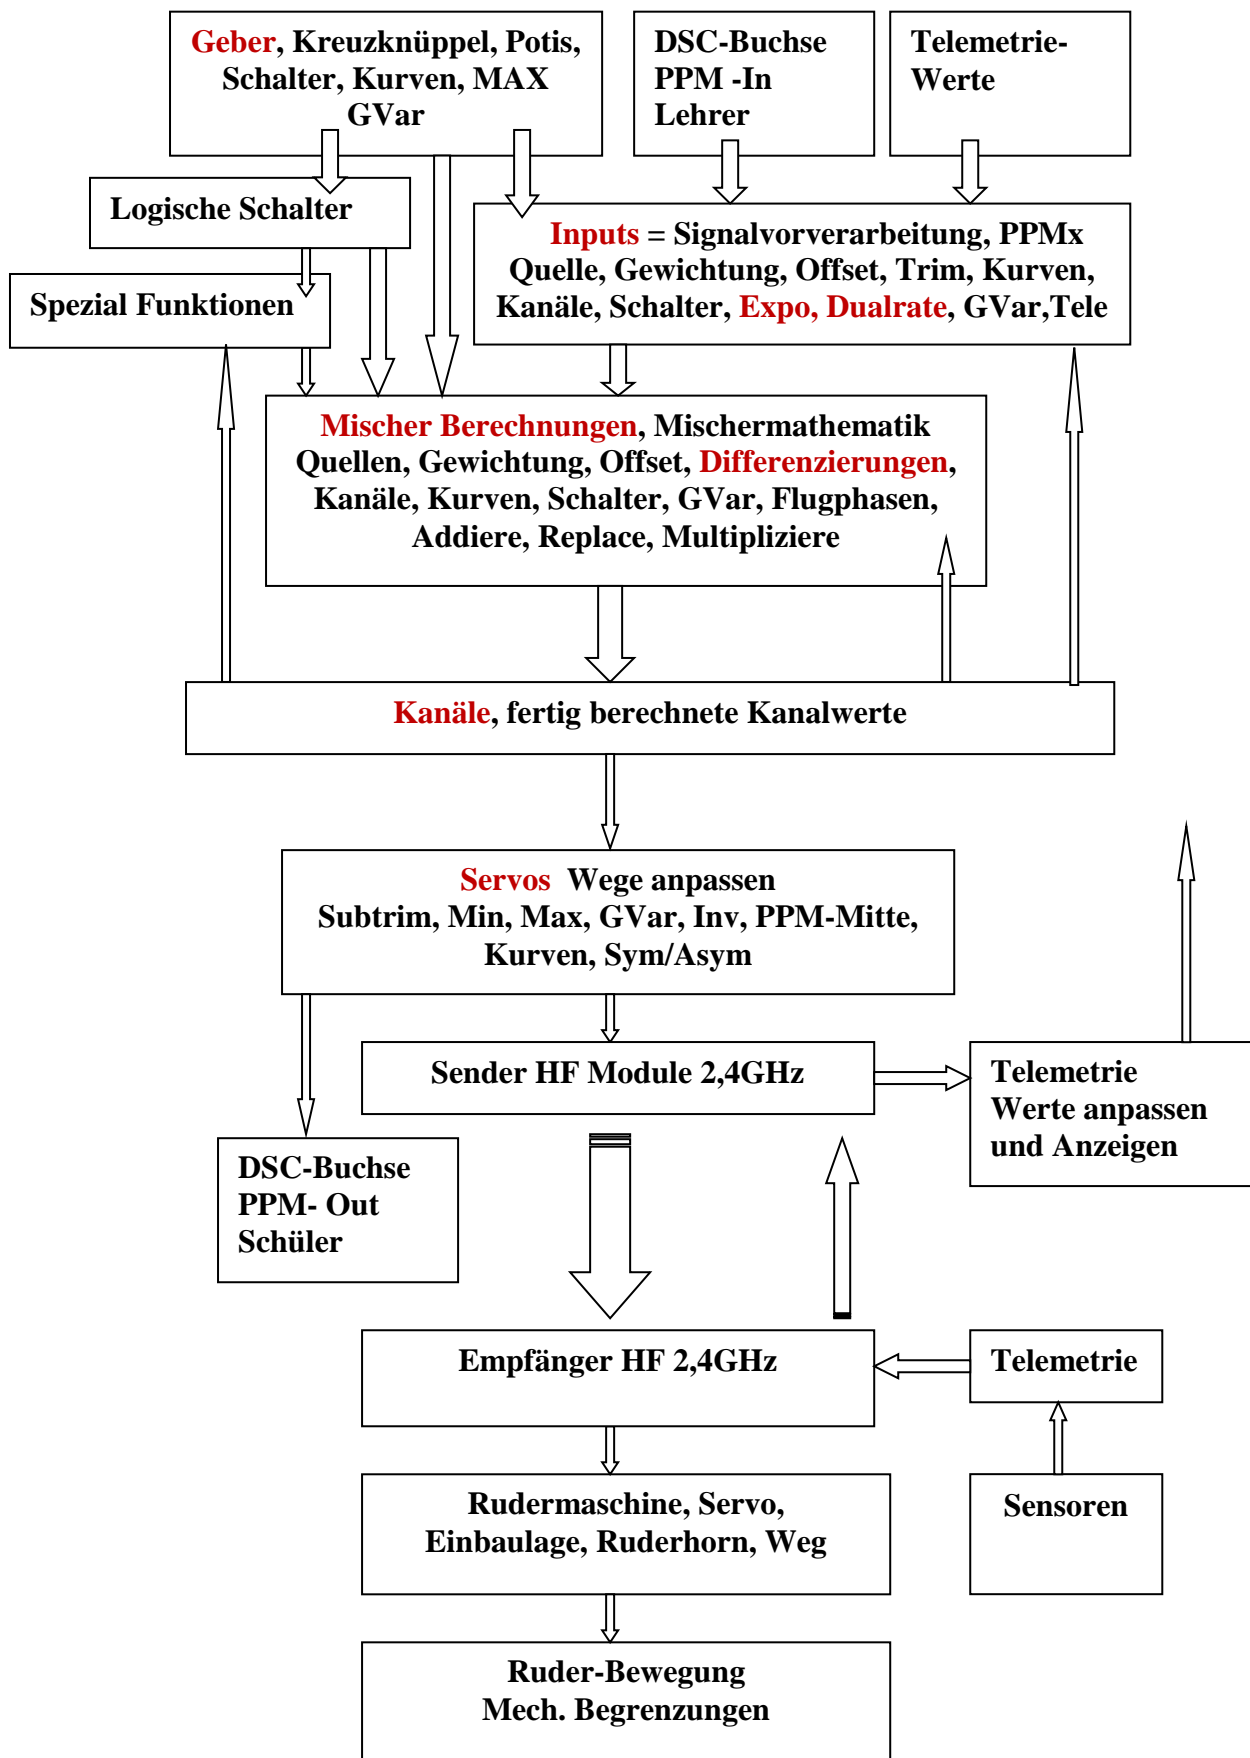 Geber, Kreuzknüppel, Potis,
Schalter, Kurven, MAX
GVar
DSC-Buchse
PPM -In
Lehrer
Telemetrie-
Werte
Logische Schalter
Inputs = Signalvorverarbeitung, PPMx
Quelle, Gewichtung, Offset, Trim, Kurven,
Kanäle, Schalter, Expo, Dualrate, GVar,Tele
Spezial Funktionen
Mischer Berechnungen, Mischermathematik
Quellen, Gewichtung, Offset, Differenzierungen,
Kanäle, Kurven, Schalter, GVar, Flugphasen,
Addiere, Replace, Multipliziere
Kanäle, fertig berechnete Kanalwerte
Servos  Wege anpassen
Subtrim, Min, Max, GVar, Inv, PPM-Mitte,
Kurven, Sym/Asym
Sender HF Module 2,4GHz
Telemetrie
Werte anpassen
und Anzeigen
DSC-Buchse
PPM- Out
Schüler
Empfänger HF 2,4GHz
Telemetrie
Rudermaschine, Servo,
Einbaulage, Ruderhorn, Weg
Sensoren
Ruder-Bewegung
Mech. Begrenzungen